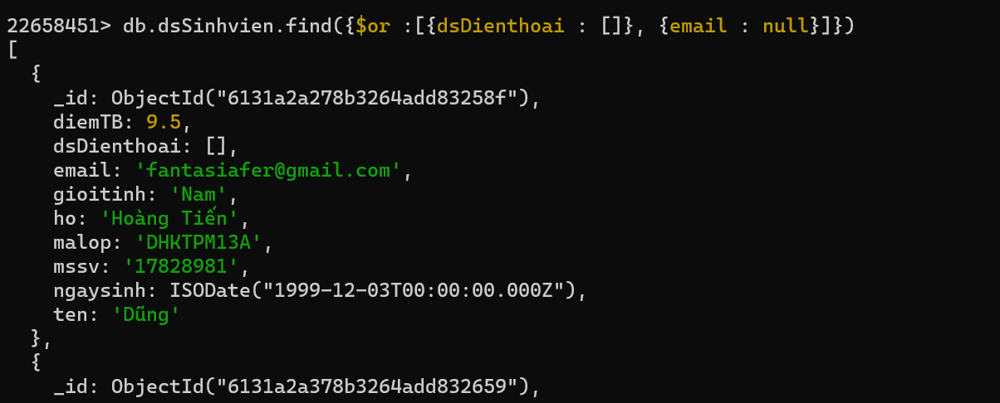 22658451> db.dsSinhvien.find({$or :[{dsDienthoai : []}, {email : null}]})
[
  {
    _id: ObjectId("6131a2a278b3264add83258f"),
    diemTB: 9.5,
    dsDienthoai: [],
    email: 'fantasiafer@gmail.com',
    gioitinh: 'Nam',
    ho: 'Hoàng Tiến',
    malop: 'DHKTPM13A',
    mssv: '17828981',
    ngaysinh: ISODate("1999-12-03T00:00:00.000Z"),
    ten: 'Dũng'
  },
  {
    _id: ObjectId("6131a2a378b3264add832659"),